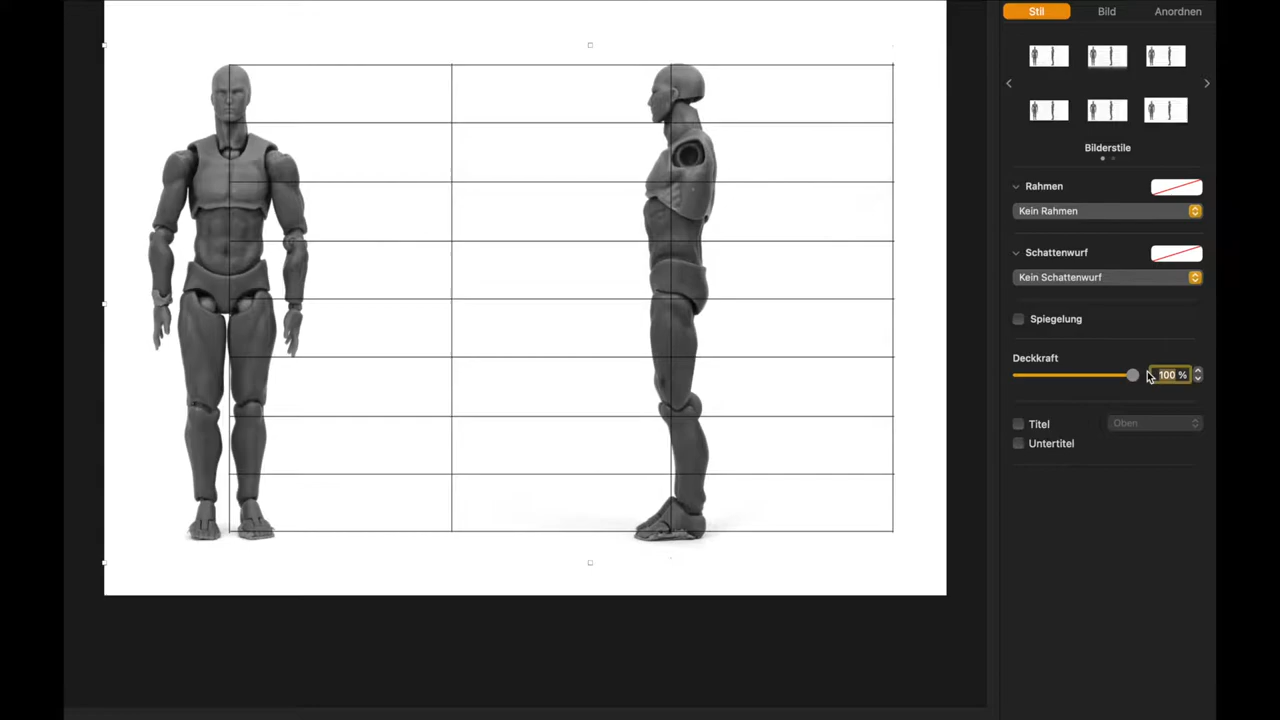 Stil
Bild
Anordnen
Bilderstile
Rahmen
Kein Rahmen
Schattenwurf
Kein Schattenwurf
Spiegelung
Deckkraft
100 %
Titel
Oben
Untertitel